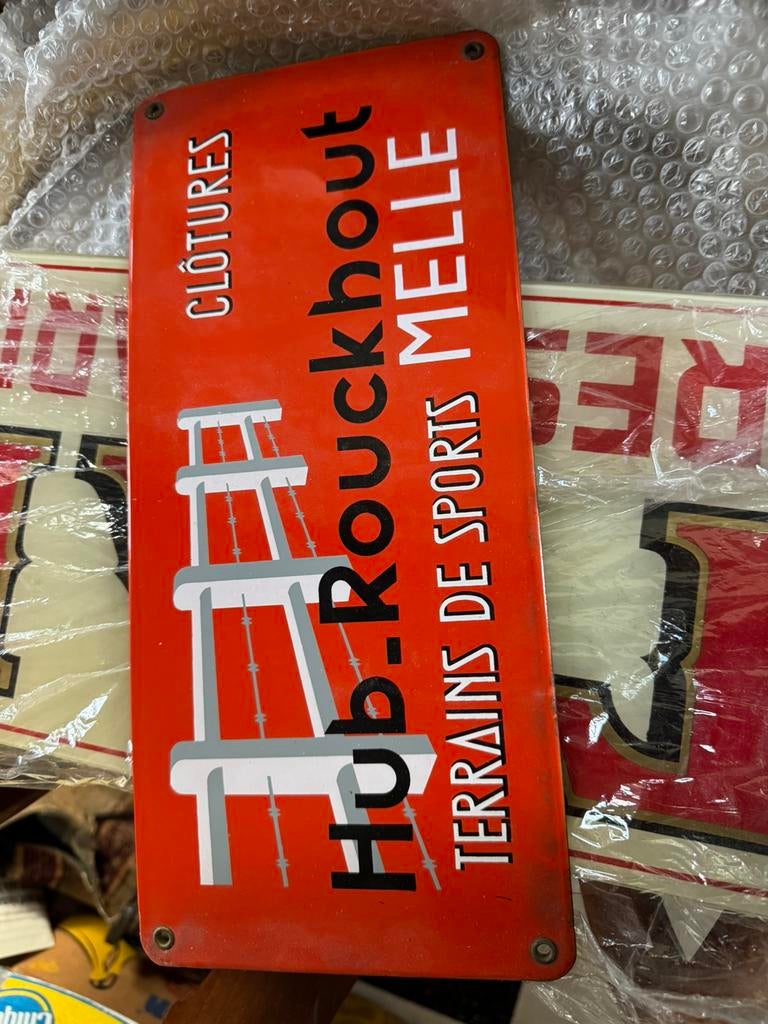 CLÔTURES
Hub-Rouckhout
MELLE
TERRAINS DE SPORTS